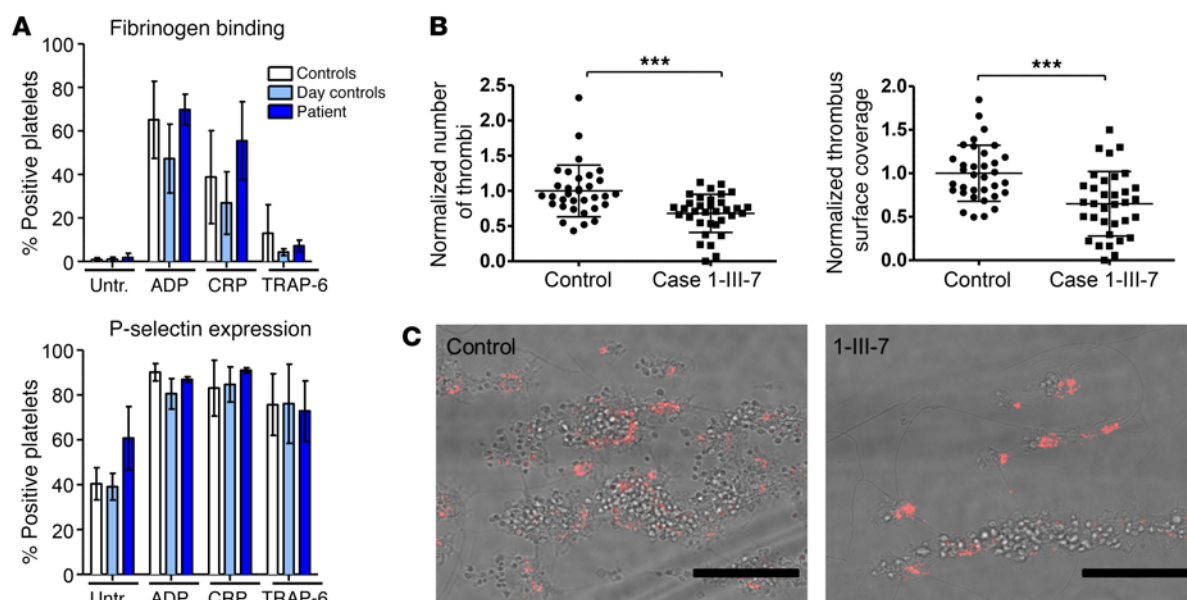 A
Fibrinogen binding
% Positive platelets
100
80
60
40
20
0
Controls
Day controls
Patient
Untr.
ADP
CRP
TRAP-6
P-selectin expression
% Positive platelets
100
80
60
40
20
0
Untr.
ADP
CRP
TRAP-6
B
***
Normalized number
of thrombi
2.5
2.0
1.5
1.0
0.5
0.0
Control
Case 1-III-7
***
Normalized thrombus
surface coverage
2.0
1.5
1.0
0.5
0.0
Control
Case 1-III-7
C
Control
1-III-7